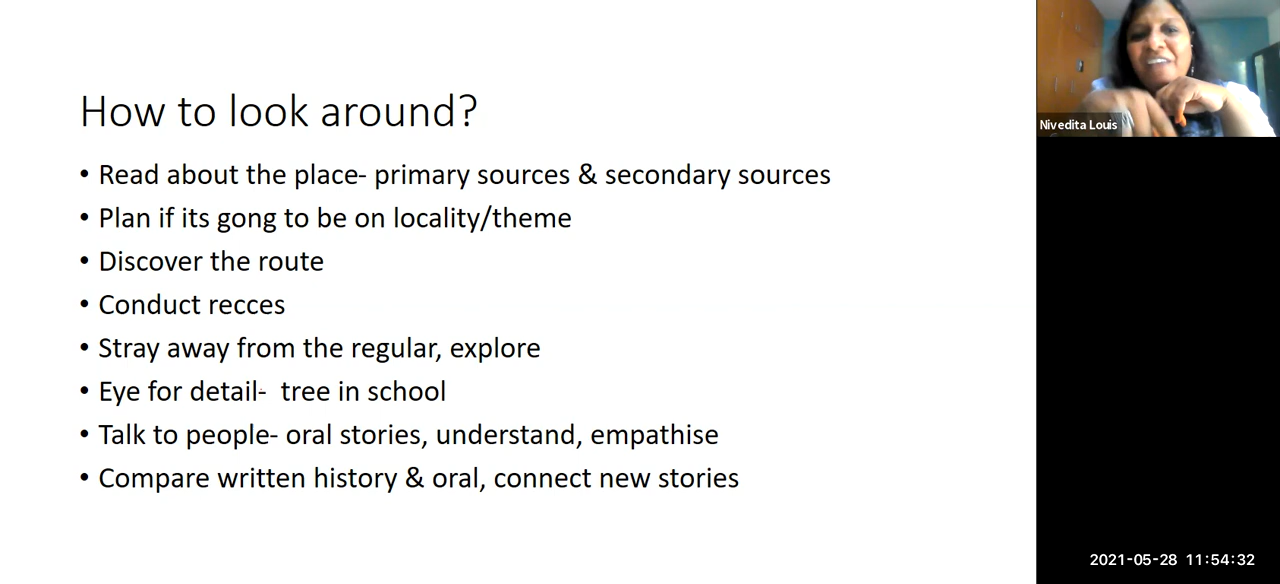 How to look around?
• Read about the place- primary sources & secondary sources
• Plan if its gong to be on locality/theme
• Discover the route
• Conduct recces
• Stray away from the regular, explore
• Eye for detail-  tree in school
• Talk to people- oral stories, understand, empathise
• Compare written history & oral, connect new stories
Nivedita Louis
2021-05-28 11:54:32